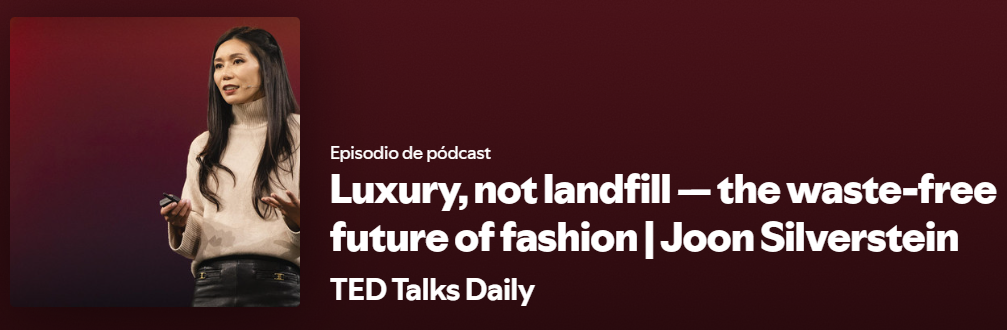 Episodio de pódcast
Luxury, not landfill — the waste-free
future of fashion | Joon Silverstein
TED Talks Daily